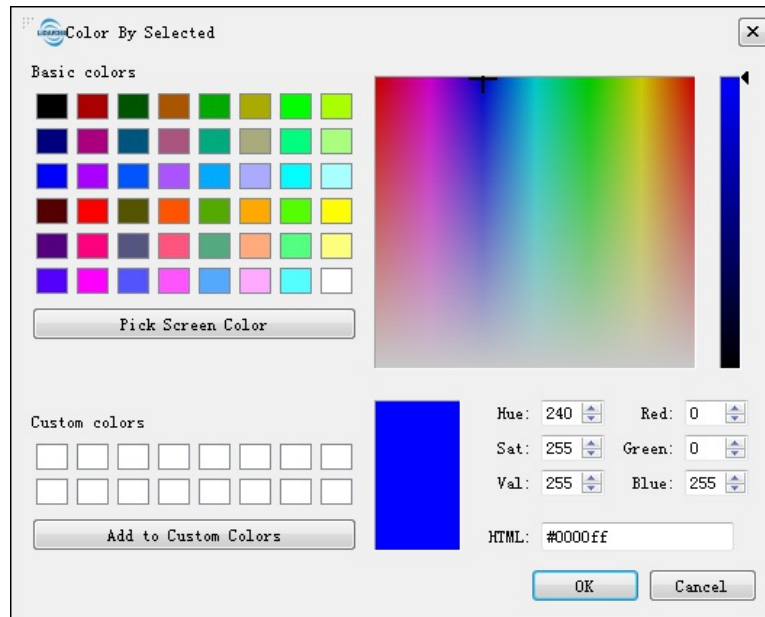 Color By Selected
Basic colors
Pick Screen Color
Custom colors
Add to Custom Colors
Hue: 240 Red: 0
Sat: 255 Green: 0
Val: 255 Blue: 255
HTML: #0000ff
OK Cancel